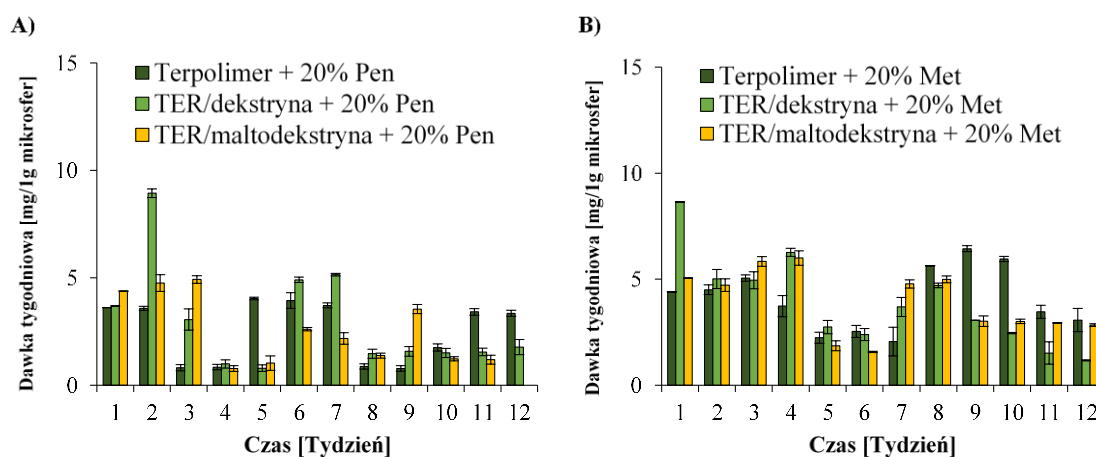 A)
Dawka tygodniowa [mg/1g mikrosfer]
15
10
5
0
Terpolimer + 20% Pen
TER/dekstryna + 20% Pen
TER/maltodekstryna + 20% Pen
1 2 3 4 5 6 7 8 9 10 11 12
Czas [Tydzień]
B)
Dawka tygodniowa [mg/1g mikrosfer]
15
10
5
0
Terpolimer + 20% Met
TER/dekstryna + 20% Met
TER/maltodekstryna + 20% Met
1 2 3 4 5 6 7 8 9 10 11 12
Czas [Tydzień]